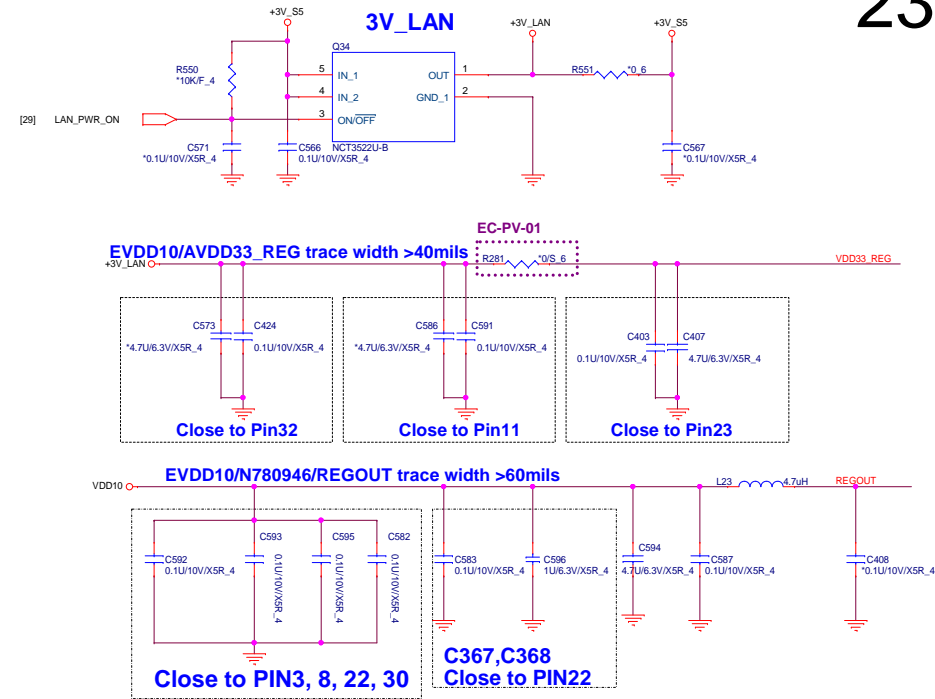 23
+3V_S5
3V_LAN
+3V_LAN
+3V_S5
Q34
R550
*10K/F_4
5 IN_1
OUT 1
R551 *0_6
4 IN_2
GND_1 2
3 ON/OFF
[29] LAN_PWR_ON
NCT3522U-B
C571
*0.1U/10V/X5R_4
C566
0.1U/10V/X5R_4
C567
*0.1U/10V/X5R_4
EC-PV-01
EVDD10/AVDD33_REG trace width >40mils
+3V_LAN
R281 *0/S_6
VDD33_REG
C573
*4.7U/6.3V/X5R_4
C424
0.1U/10V/X5R_4
C586
*4.7U/6.3V/X5R_4
C591
0.1U/10V/X5R_4
C403
0.1U/10V/X5R_4
C407
4.7U/6.3V/X5R_4
Close to Pin32
Close to Pin11
Close to Pin23
EVDD10/N780946/REGOUT trace width >60mils
VDD10
L23 4.7uH
REGOUT
C592
0.1U/10V/X5R_4
C593
0.1U/10V/X5R_4
C595
0.1U/10V/X5R_4
C582
0.1U/10V/X5R_4
C583
0.1U/10V/X5R_4
C596
1U/6.3V/X5R_4
C594
4.7U/6.3V/X5R_4
C587
0.1U/10V/X5R_4
C408
*0.1U/10V/X5R_4
Close to PIN3, 8, 22, 30
C367,C368
Close to PIN22